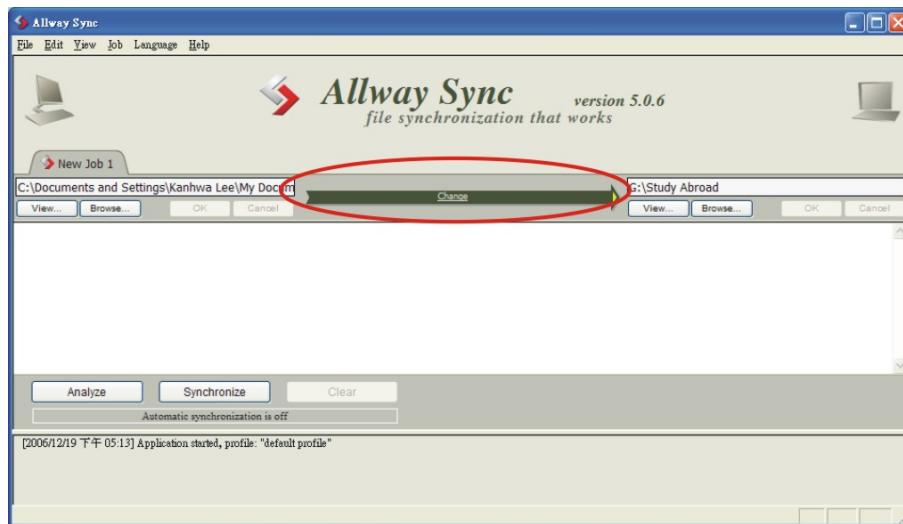 Allway Sync
File Edit View Job Language Help
Allway Sync version 5.0.6
file synchronization that works
New Job 1
C:\Documents and Settings\Kanhwa Lee\My Docum
Change
G:\Study Abroad
View... Browse... OK Cancel
View... Browse... OK Cancel
Analyze Synchronize Clear
Automatic synchronization is off
[2006/12/19 下午 05:13] Application started, profile: "default profile"